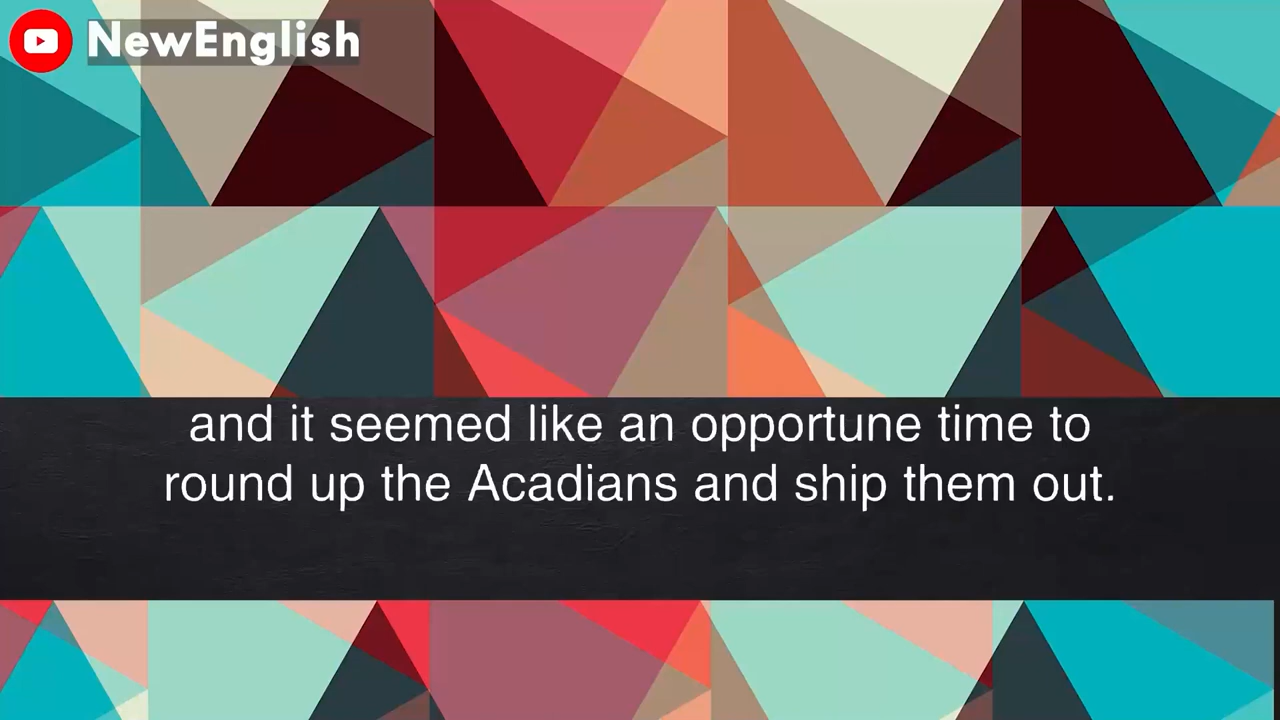 NewEnglish
and it seemed like an opportune time to
round up the Acadians and ship them out.